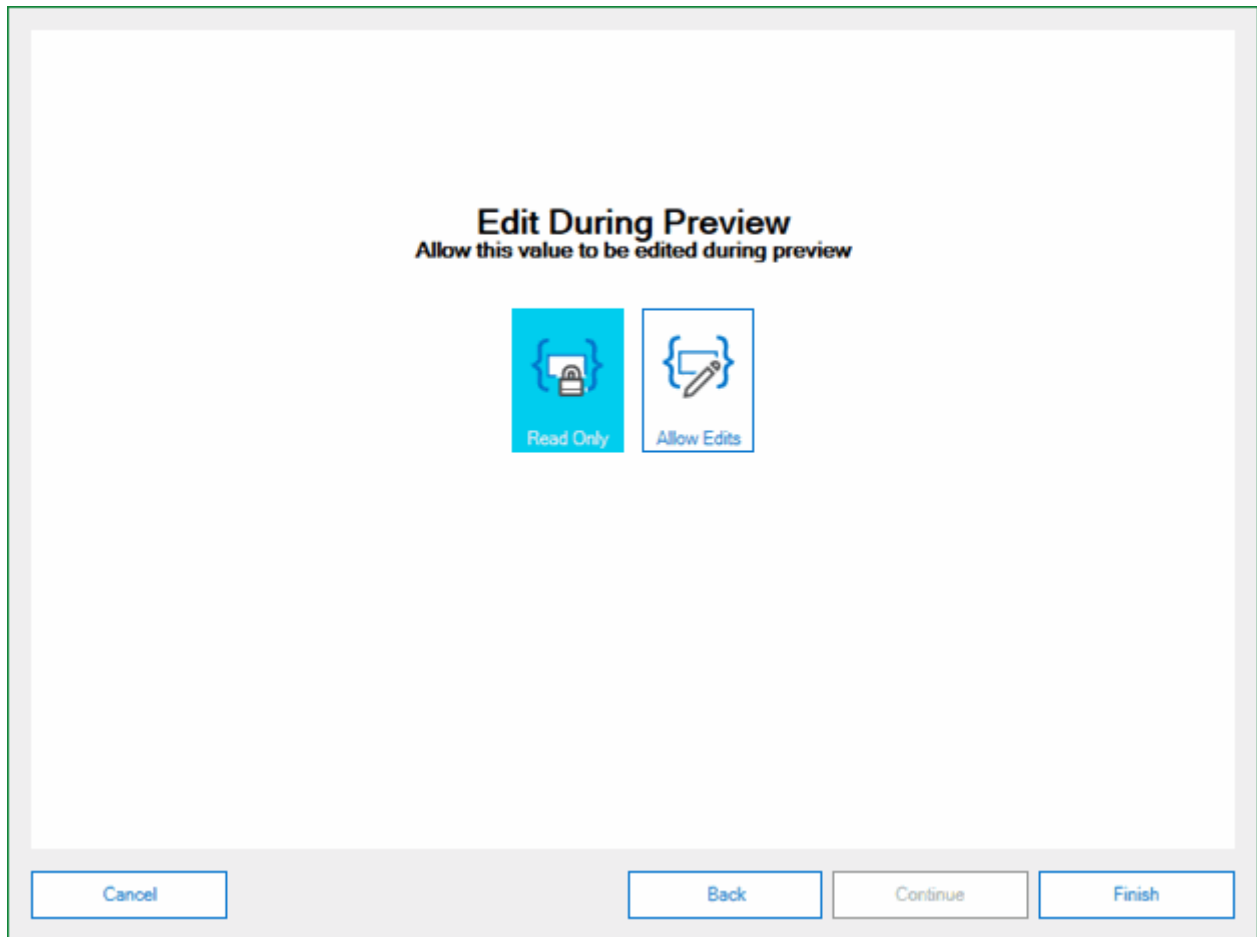 Edit During Preview
Allow this value to be edited during preview
Read Only
Allow Edits
Cancel
Back
Continue
Finish